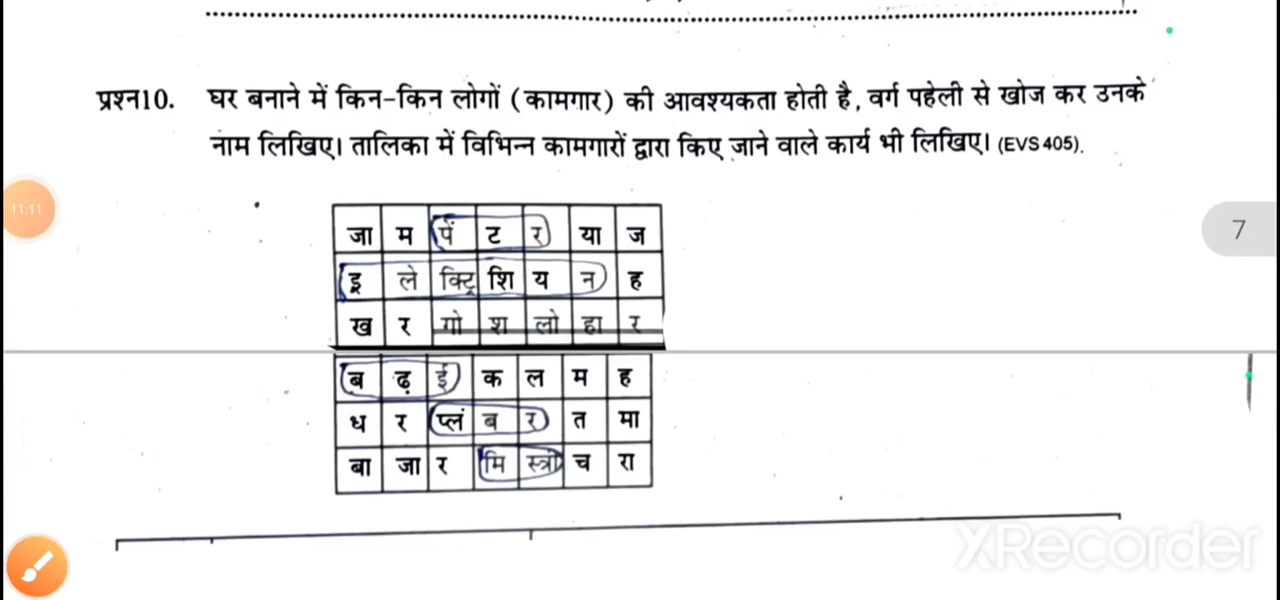 प्रश्न10. घर बनाने में किन-किन लोगों (कामगार) की आवश्यकता होती है, वर्ग पहेली से खोज कर उनके
नाम लिखिए। तालिका में विभिन्न कामगारों द्वारा किए जाने वाले कार्य भी लिखिए। (EVS 405).
11:11
7
जा म पें ट र या ज
इ ले क्ट्रि शि य न ह
ख र गो श लो हा र
ब ढ़ ई क ल म ह
ध र प्लं ब र त मा
बा जा र मि स्त्री च रा
XRecorder